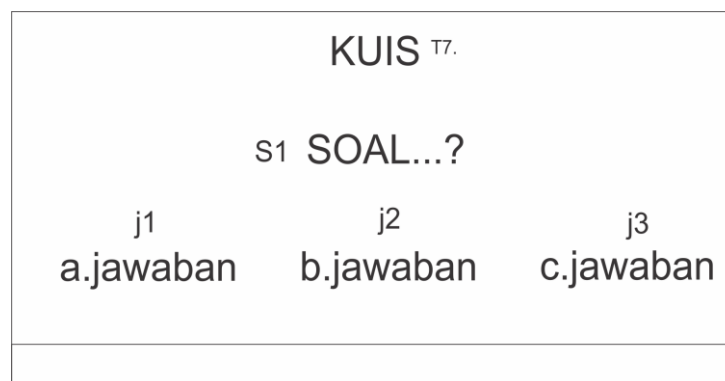 KUIS T7.
S1 SOAL...?
j1 j2 j3
a.jawaban b.jawaban c.jawaban